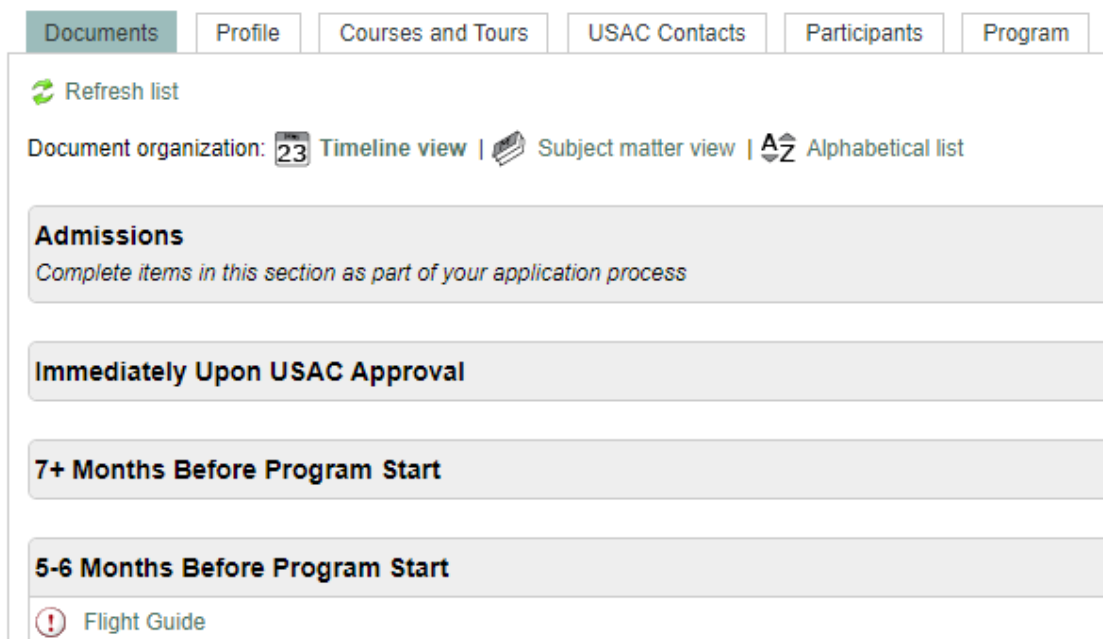 Documents Profile Courses and Tours USAC Contacts Participants Program
Refresh list
Document organization: 23 Timeline view | Subject matter view | AZ Alphabetical list
Admissions
Complete items in this section as part of your application process
Immediately Upon USAC Approval
7+ Months Before Program Start
5-6 Months Before Program Start
! Flight Guide